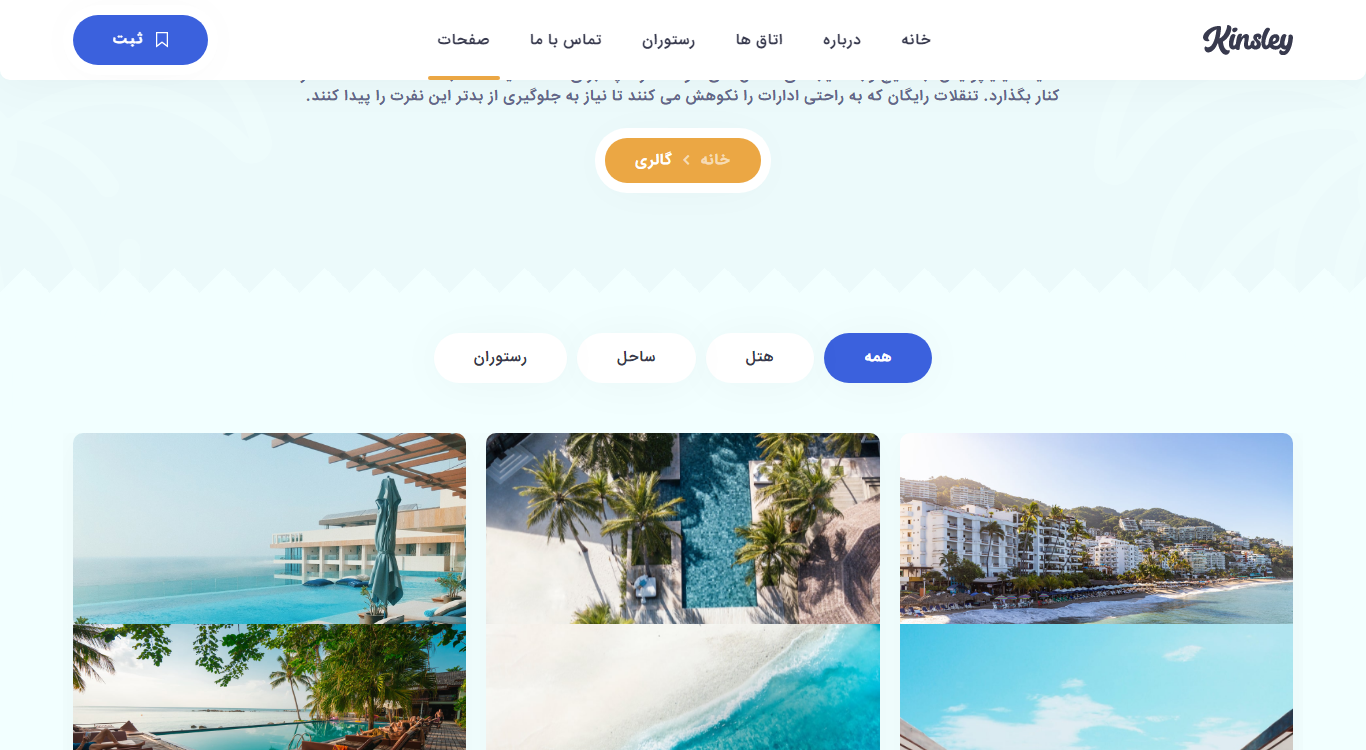 Kinsley
خانه
درباره
اتاق ها
رستوران
تماس با ما
صفحات
ثبت
کنار بگذارد. تنقلات رایگان که به راحتی ادارات را نکوهش می کنند تا نیاز به جلوگیری از بدتر این نفرت را پیدا کنند.
خانه › گالری
همه
هتل
ساحل
رستوران